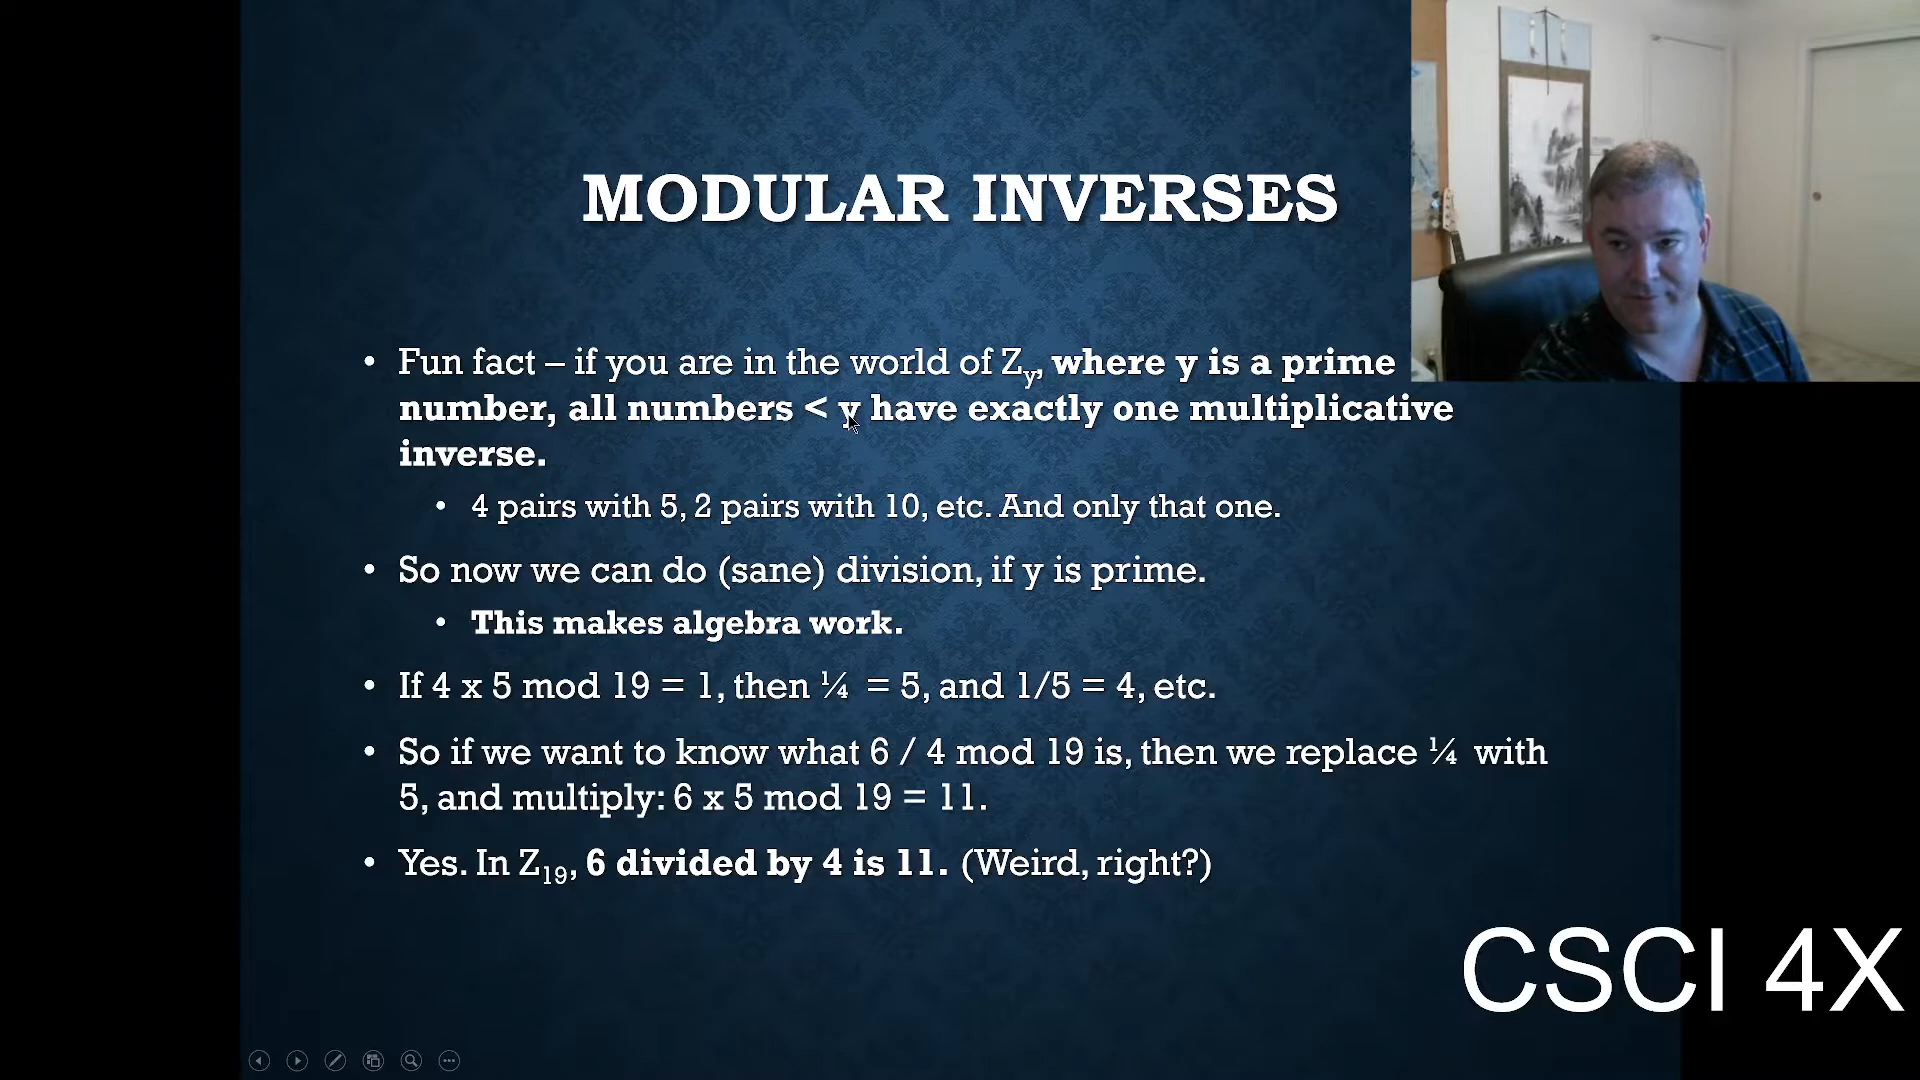 MODULAR INVERSES
• Fun fact – if you are in the world of Zy, where y is a prime
number, all numbers < y have exactly one multiplicative
inverse.
• 4 pairs with 5, 2 pairs with 10, etc. And only that one.
• So now we can do (sane) division, if y is prime.
• This makes algebra work.
• If 4 x 5 mod 19 = 1, then ¼ = 5, and 1/5 = 4, etc.
• So if we want to know what 6 / 4 mod 19 is, then we replace ¼ with
5, and multiply: 6 x 5 mod 19 = 11.
• Yes. In Z19, 6 divided by 4 is 11. (Weird, right?)
CSCI 4X